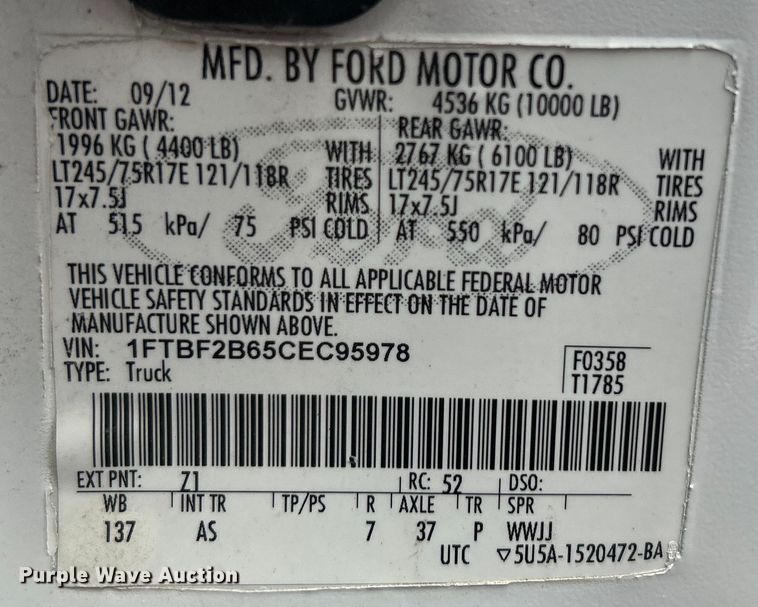 MFD. BY FORD MOTOR CO.
DATE: 09/12 GVWR: 4536 KG (10000 LB)
FRONT GAWR: REAR GAWR:
1996 KG ( 4400 LB) WITH 2767 KG ( 6100 LB) WITH
LT245/75R17E 121/118R TIRES LT245/75R17E 121/118R TIRES
17x7.5J RIMS 17x7.5J RIMS
AT 515 kPa/ 75 PSI COLD AT 550 kPa/ 80 PSI COLD
Ford
THIS VEHICLE CONFORMS TO ALL APPLICABLE FEDERAL MOTOR
VEHICLE SAFETY STANDARDS IN EFFECT ON THE DATE OF
MANUFACTURE SHOWN ABOVE.
VIN: 1FTBF2B65CEC95978 F0358
TYPE: Truck T1785
EXT PNT: Z1 RC: 52 DSO:
WB INT TR TP/PS R AXLE TR SPR
137 AS 7 37 P WWJJ
UTC ▽5U5A-1520472-BA
Purple Wave Auction